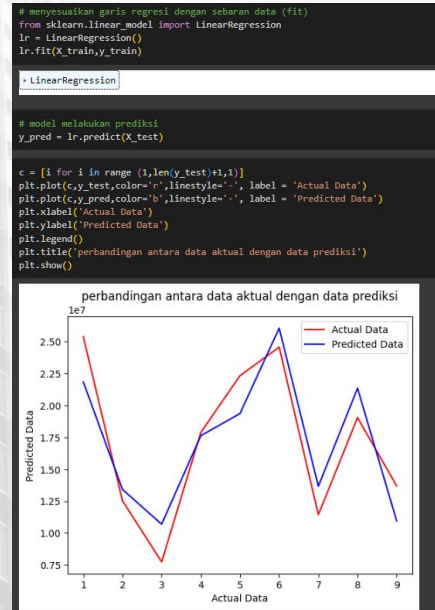 # menyesuaikan garis regresi dengan sebaran data (fit)
from sklearn.linear_model import LinearRegression
lr = LinearRegression()
lr.fit(X_train,y_train)
▸ LinearRegression
# model melakukan prediksi
y_pred = lr.predict(X_test)
c = [i for i in range (1,len(y_test)+1,1)]
plt.plot(c,y_test,color='r',linestyle='-', label = 'Actual Data')
plt.plot(c,y_pred,color='b',linestyle='-', label = 'Predicted Data')
plt.xlabel('Actual Data')
plt.ylabel('Predicted Data')
plt.legend()
plt.title('perbandingan antara data aktual dengan data prediksi')
plt.show()
perbandingan antara data aktual dengan data prediksi
1e7
Actual Data
Predicted Data
2.50
2.25
2.00
1.75
1.50
1.25
1.00
0.75
Predicted Data
1 2 3 4 5 6 7 8 9
Actual Data